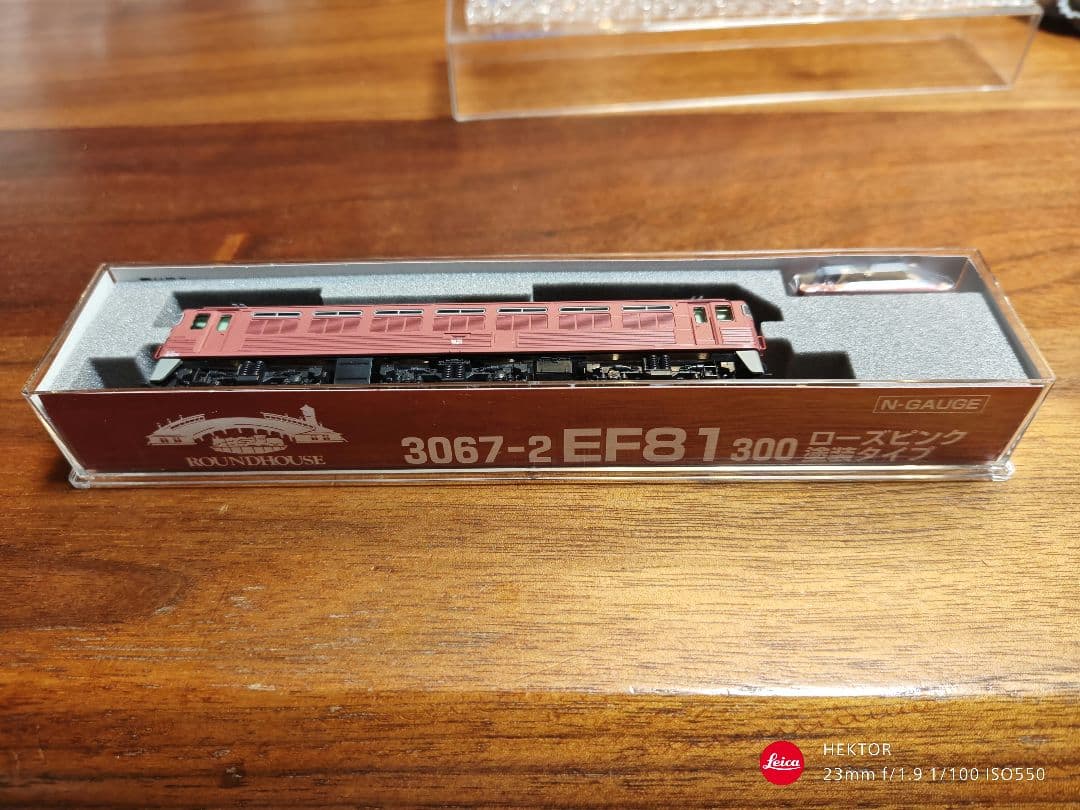 N-GAUGE
ROUNDHOUSE
3067-2 EF81 300 ローズピンク
塗装タイプ
Leica
HEKTOR
23mm f/1.9 1/100 ISO550